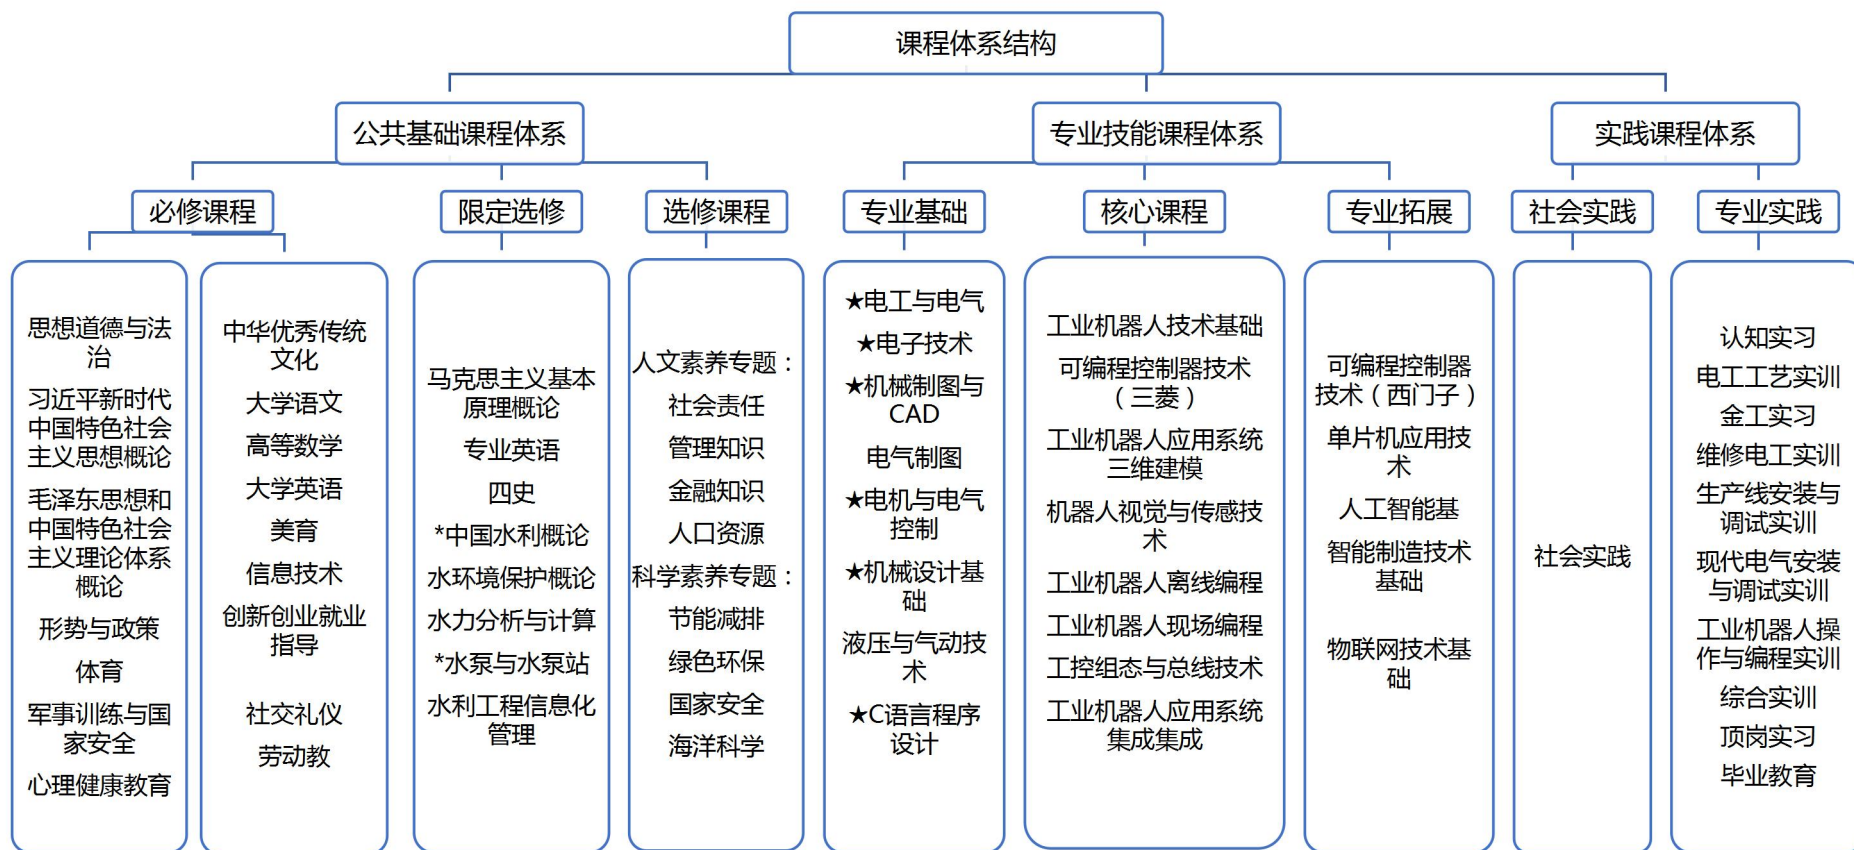 课程体系结构
公共基础课程体系
专业技能课程体系
实践课程体系
必修课程
限定选修
选修课程
专业基础
核心课程
专业拓展
社会实践
专业实践
思想道德与法
治
习近平新时代
中国特色社会
主义思想概论
毛泽东思想和
中国特色社会
主义理论体系
概论
形势与政策
体育
军事训练与国
家安全
心理健康教育
中华优秀传统
文化
大学语文
高等数学
大学英语
美育
信息技术
创新创业就业
指导
社交礼仪
劳动教
马克思主义基本
原理概论
专业英语
四史
*中国水利概论
水环境保护概论
水力分析与计算
*水泵与水泵站
水利工程信息化
管理
人文素养专题：
社会责任
管理知识
金融知识
人口资源
科学素养专题：
节能减排
绿色环保
国家安全
海洋科学
★电工与电气
★电子技术
★机械制图与
CAD
电气制图
★电机与电气
控制
★机械设计基
础
液压与气动技
术
★C语言程序
设计
工业机器人技术基础
可编程控制器技术
（三菱）
工业机器人应用系统
三维建模
机器人视觉与传感技
术
工业机器人离线编程
工业机器人现场编程
工控组态与总线技术
工业机器人应用系统
集成集成
可编程控制器
技术（西门子）
单片机应用技
术
人工智能基
智能制造技术
基础
物联网技术基
础
社会实践
认知实习
电工工艺实训
金工实习
维修电工实训
生产线安装与
调试实训
现代电气安装
与调试实训
工业机器人操
作与编程实训
综合实训
顶岗实习
毕业教育